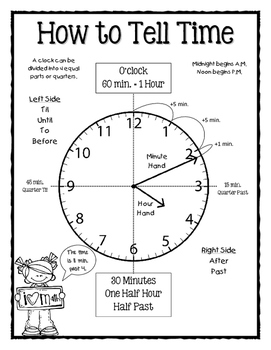 How to Tell Time
A clock can be
divided into 4 equal
parts or quarters.
O'clock
60 min. - 1 Hour
Midnight begins A.M.
Noon begins P.M.
Left Side
Til
Until
To
Before
+5 min.
+5 min.
+1 min.
12
1
2
3
4
5
6
7
8
9
10
11
Minute
Hand
Hour
Hand
45 min.
Quarter Til
15 min.
Quarter Past
Right Side
After
Past
The time
is 11 min.
past 4.
30 Minutes
One Half Hour
Half Past